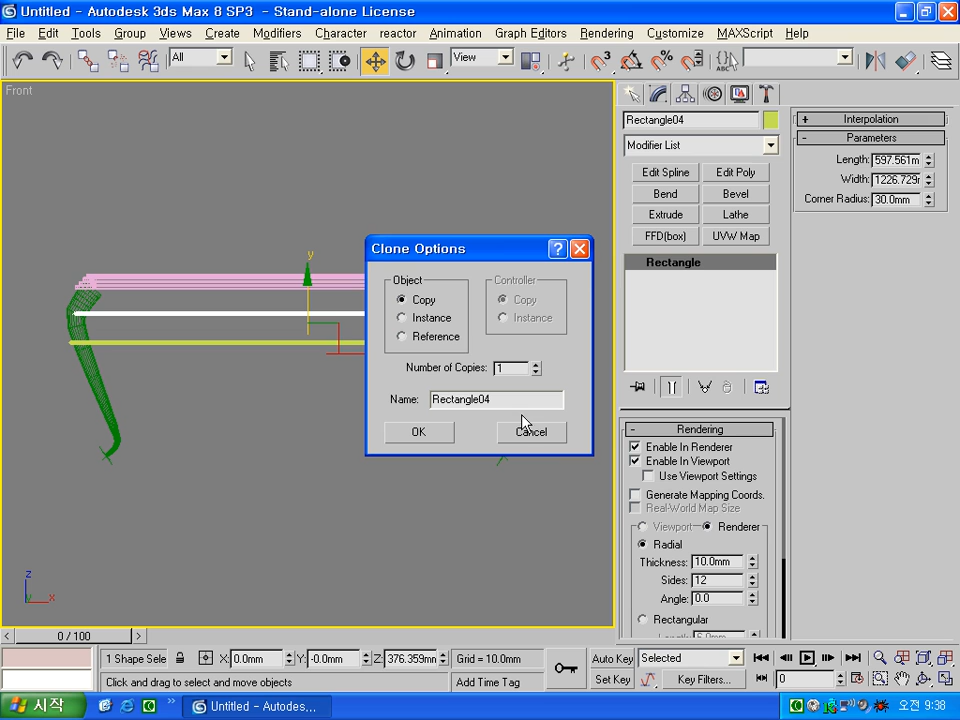 Untitled - Autodesk 3ds Max 8 SP3 - Stand-alone License
File Edit Tools Group Views Create Modifiers Character reactor Animation Graph Editors Rendering Customize MAXScript Help
All
View
Front
Rectangle04
Modifier List
Edit Spline Edit Poly
Bend Bevel
Extrude Lathe
FFD(box) UVW Map
Rectangle
+ Interpolation
- Parameters
Length: 597.561m
Width: 1226.729r
Corner Radius: 30.0mm
y
Clone Options
Object
Copy
Instance
Reference
Controller
Copy
Instance
Number of Copies: 1
Name: Rectangle04
OK Cancel
- Rendering
Enable In Renderer
Enable In Viewport
Use Viewport Settings
Generate Mapping Coords.
Real-World Map Size
Viewport Renderer
Radial
Thickness: 10.0mm
Sides: 12
Angle: 0.0
Rectangular
Length: 6.0mm
z
y x
0 / 100
1 Shape Sele X: 0.0mm Y: -0.0mm Z: 376.359mm Grid = 10.0mm
Auto Key Selected
Click and drag to select and move objects
Add Time Tag
Set Key Key Filters...
0
시작
Untitled - Autodes...
오전 9:38